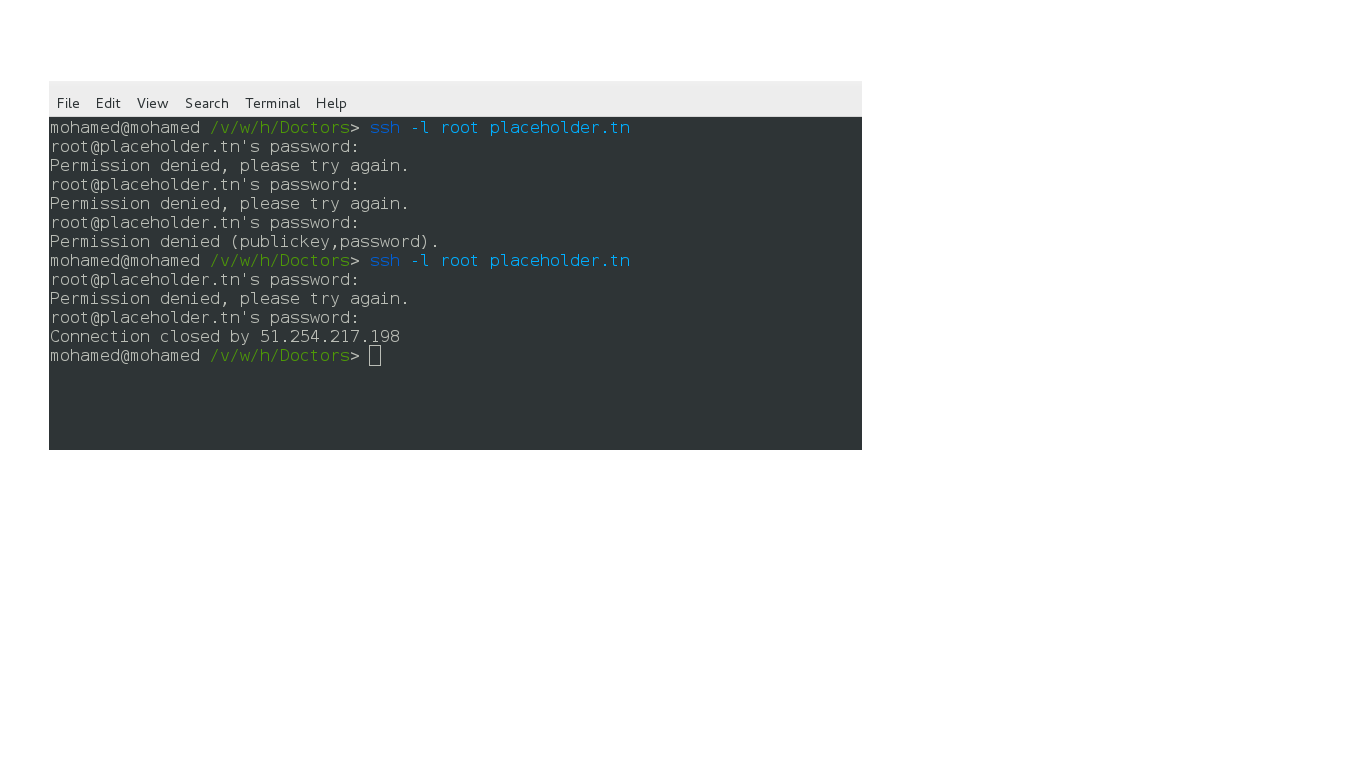 File Edit View Search Terminal Help
mohamed@mohamed /v/w/h/Doctors> ssh -l root placeholder.tn
root@placeholder.tn's password:
Permission denied, please try again.
root@placeholder.tn's password:
Permission denied, please try again.
root@placeholder.tn's password:
Permission denied (publickey,password).
mohamed@mohamed /v/w/h/Doctors> ssh -l root placeholder.tn
root@placeholder.tn's password:
Permission denied, please try again.
root@placeholder.tn's password:
Connection closed by 51.254.217.198
mohamed@mohamed /v/w/h/Doctors>